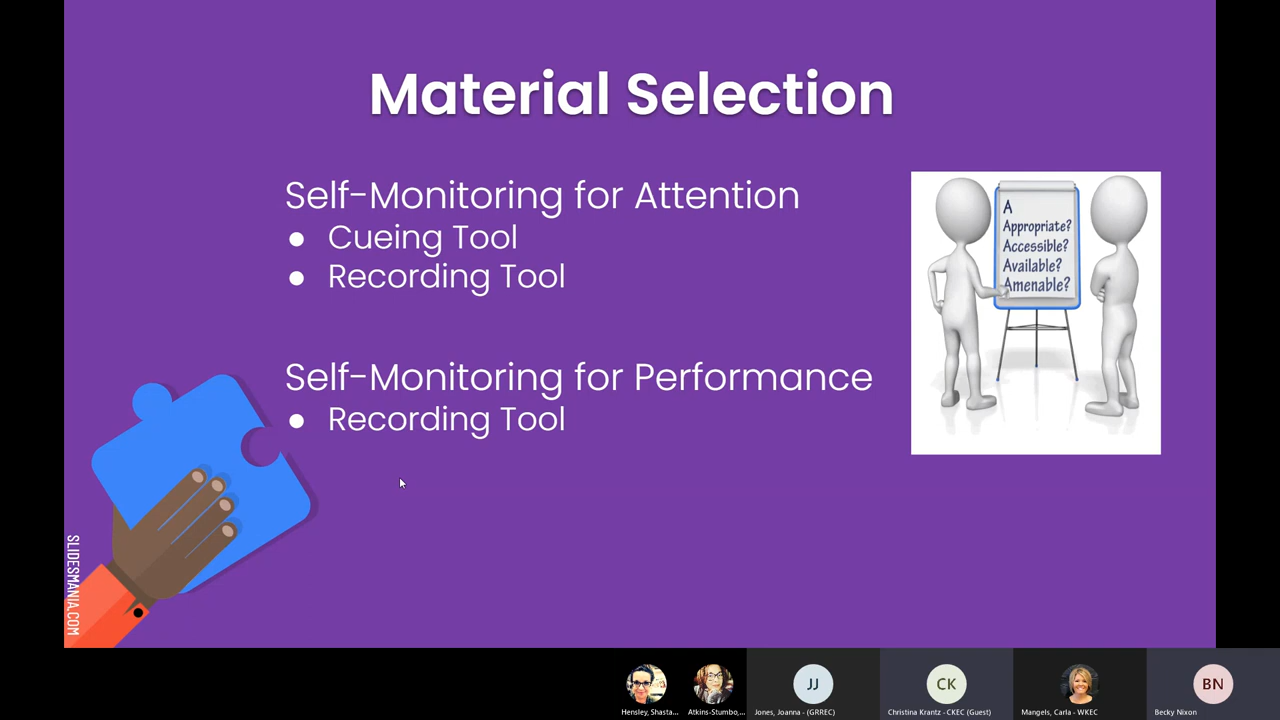 Material Selection
Self-Monitoring for Attention
● Cueing Tool
● Recording Tool
Self-Monitoring for Performance
● Recording Tool
A
Appropriate?
Accessible?
Available?
Amenable?
SLIDESMANIA.COM
Hensley, Shasta...
Atkins-Stumbo,...
JJ
Jones, Joanna - (GRREC)
CK
Christina Krantz - CKEC (Guest)
Mangels, Carla - WKEC
BN
Becky Nixon